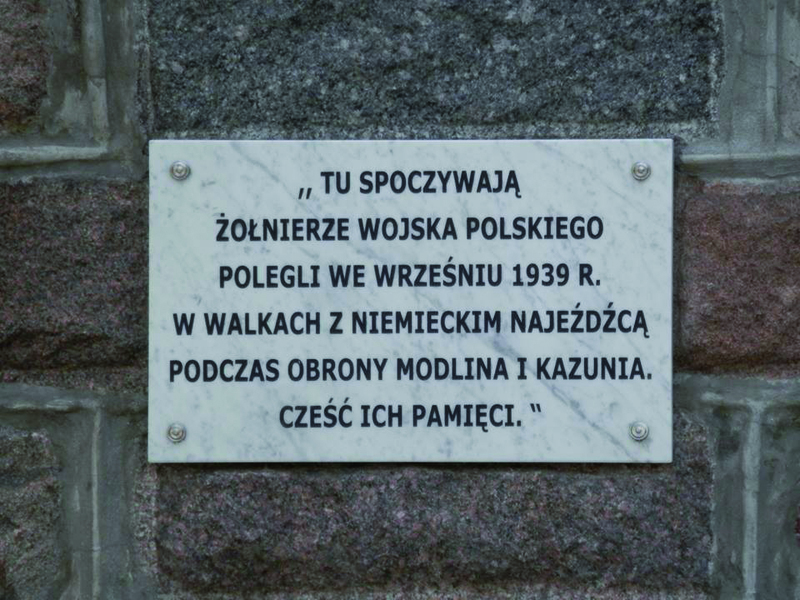 ,, TU SPOCZYWAJĄ
ŻOŁNIERZE WOJSKA POLSKIEGO
POLEGLI WE WRZEŚNIU 1939 R.
W WALKACH Z NIEMIECKIM NAJEŹDŹCĄ
PODCZAS OBRONY MODLINA I KAZUNIA.
CZEŚĆ ICH PAMIĘCI. “